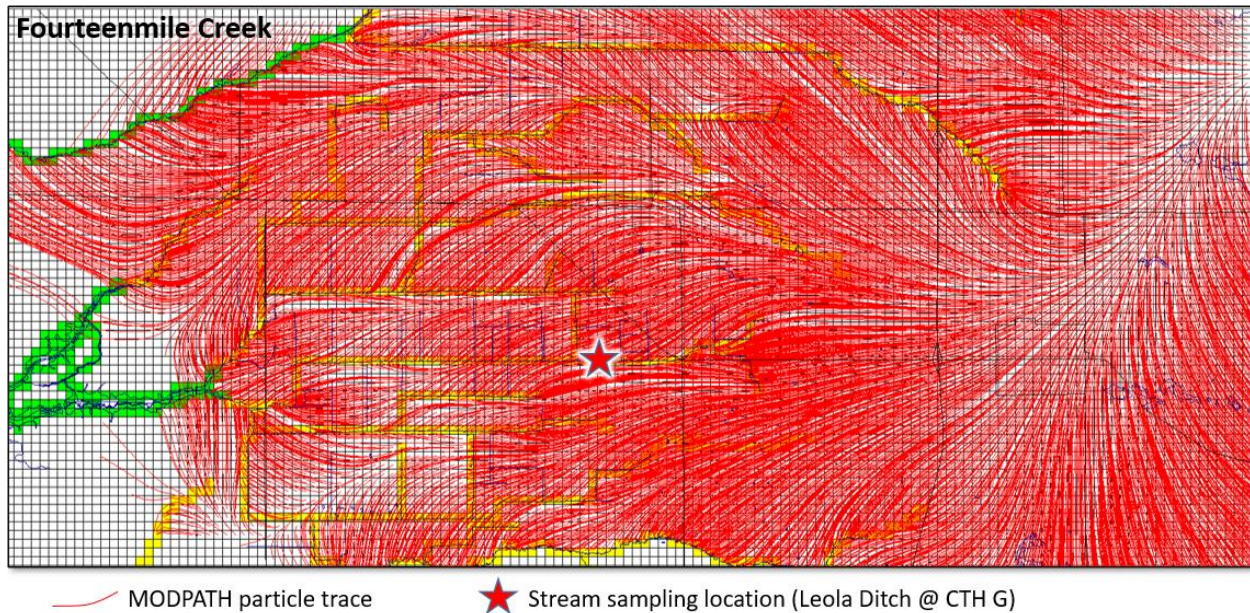 Fourteenmile Creek
MODPATH particle trace
Stream sampling location (Leola Ditch @ CTH G)